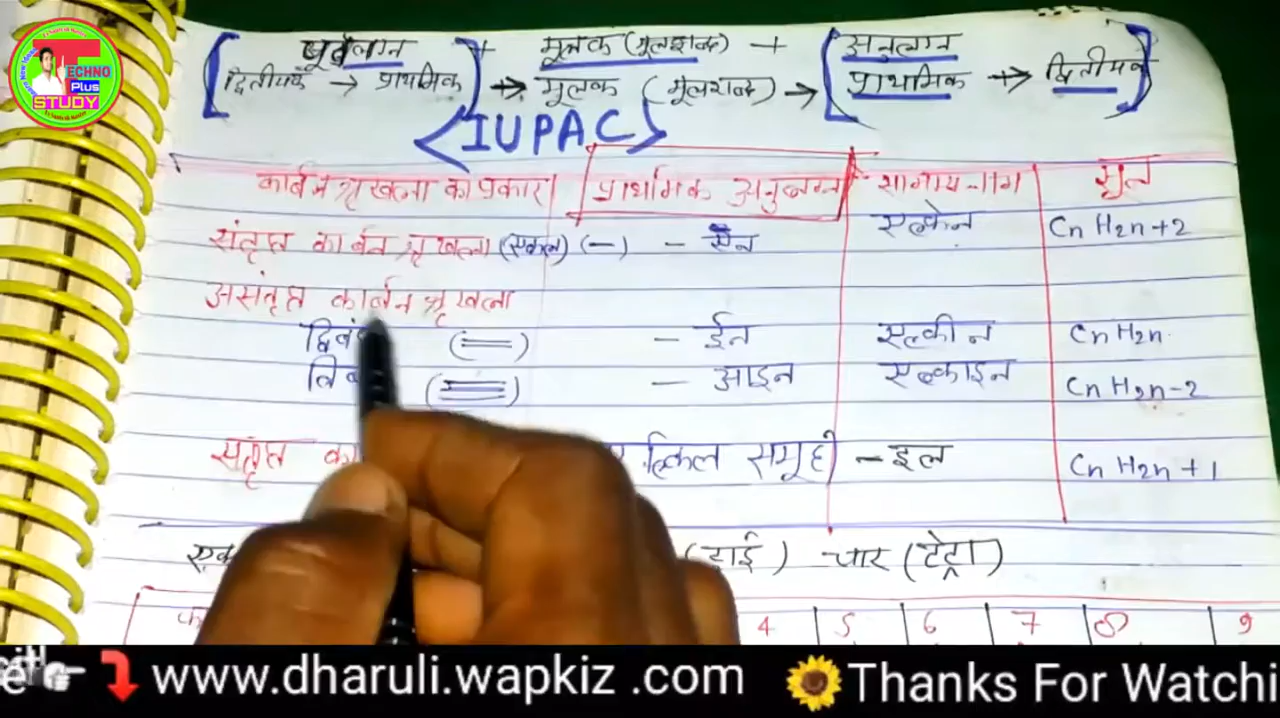 TECHNO
Plus
STUDY
[ पूर्वलग्न ] + मूलक (मूलशब्द) + [ अनुलग्न
द्वितीयक → प्राथमिक → मूलक (मूलशब्द) → प्राथमिक → द्वितीयक ]
<IUPAC>
कार्बन श्रृखला का प्रकार प्राथमिक अनुलग्न सामान्य नाम सूत्र
संतृप्त कार्बन श्रृखला (एकल) (—) - ऐन एल्केन CnH2n+2
असंतृप्त कार्बन श्रृखला
(=) - ईन एल्कीन CnH2n.
(≡) - आइन एल्काइन CnH2n-2
संतृप्त समूह) - इल CnH2n+1
(टाई) - चार (टेट्रा)
4 5 6 7 8 9
www.dharuli.wapkiz .com 🌻Thanks For Watchi